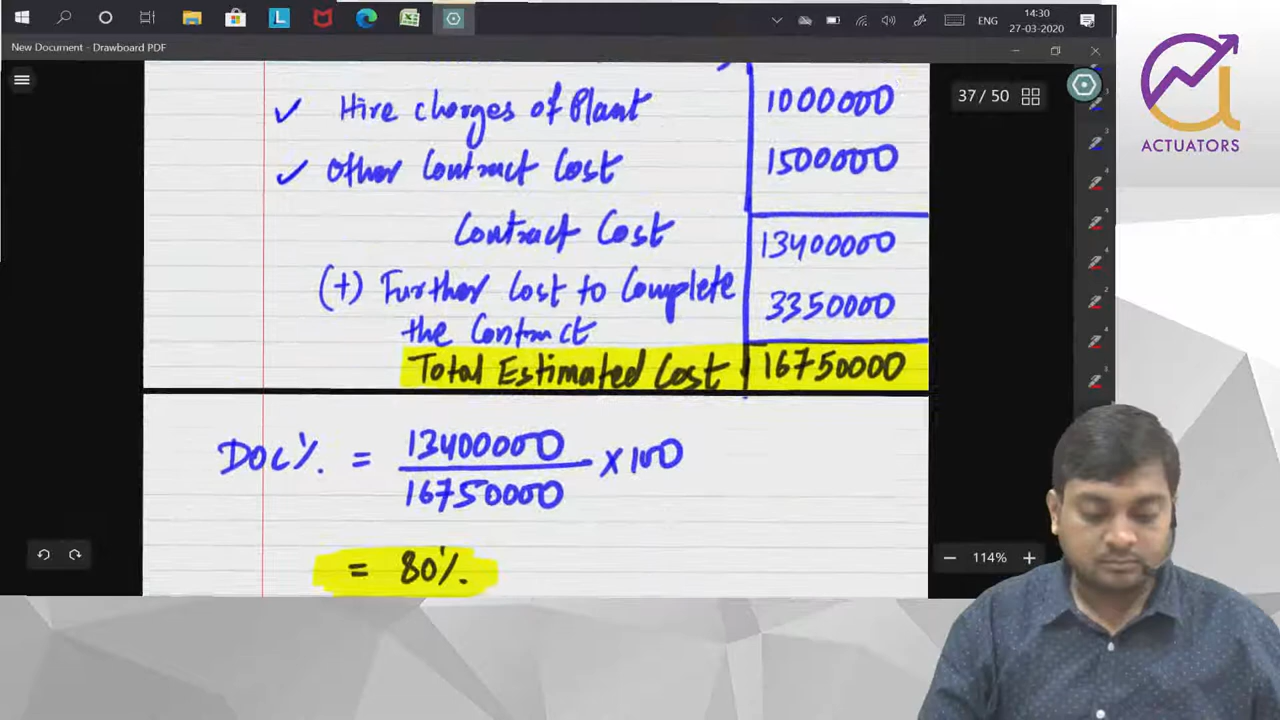 14:30
ENG
27-03-2020
New Document - Drawboard PDF
37 / 50
✓ Hire charges of Plant 1000000
✓ Other Contract Cost 1500000
Contract Cost 13400000
(+) Further Cost to Complete 3350000
the Contract
Total Estimated Cost 16750000
DOC% = 13400000 / 16750000 × 100
= 80%.
114%
ACTUATORS